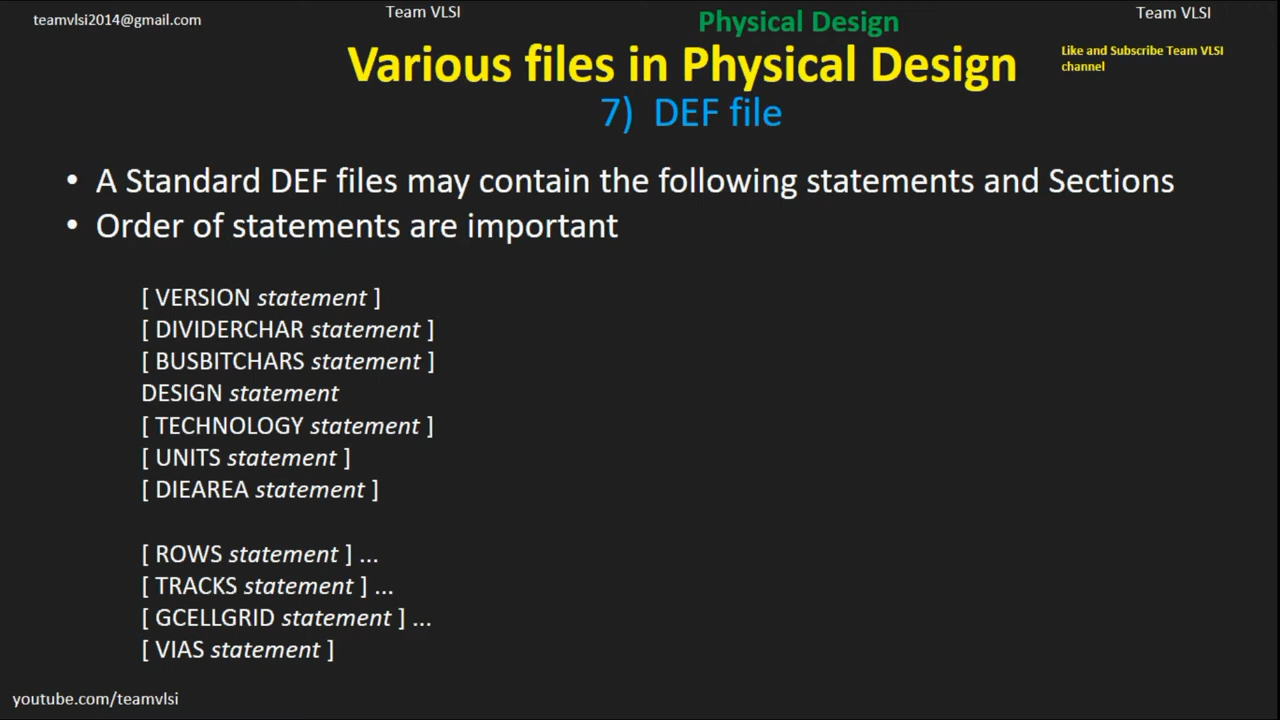 teamvlsi2014@gmail.com
Team VLSI
Physical Design
Team VLSI
Various files in Physical Design
Like and Subscribe Team VLSI
channel
7) DEF file
• A Standard DEF files may contain the following statements and Sections
• Order of statements are important
[ VERSION statement ]
[ DIVIDERCHAR statement ]
[ BUSBITCHARS statement ]
DESIGN statement
[ TECHNOLOGY statement ]
[ UNITS statement ]
[ DIEAREA statement ]
[ ROWS statement ] ...
[ TRACKS statement ] ...
[ GCELLGRID statement ] ...
[ VIAS statement ]
youtube.com/teamvlsi